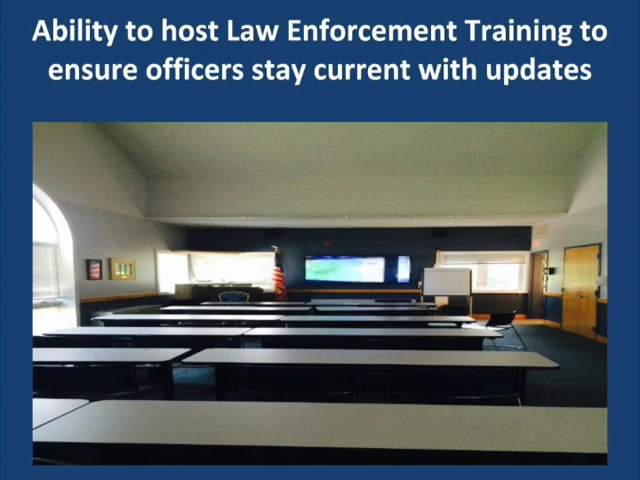 Ability to host Law Enforcement Training to
ensure officers stay current with updates